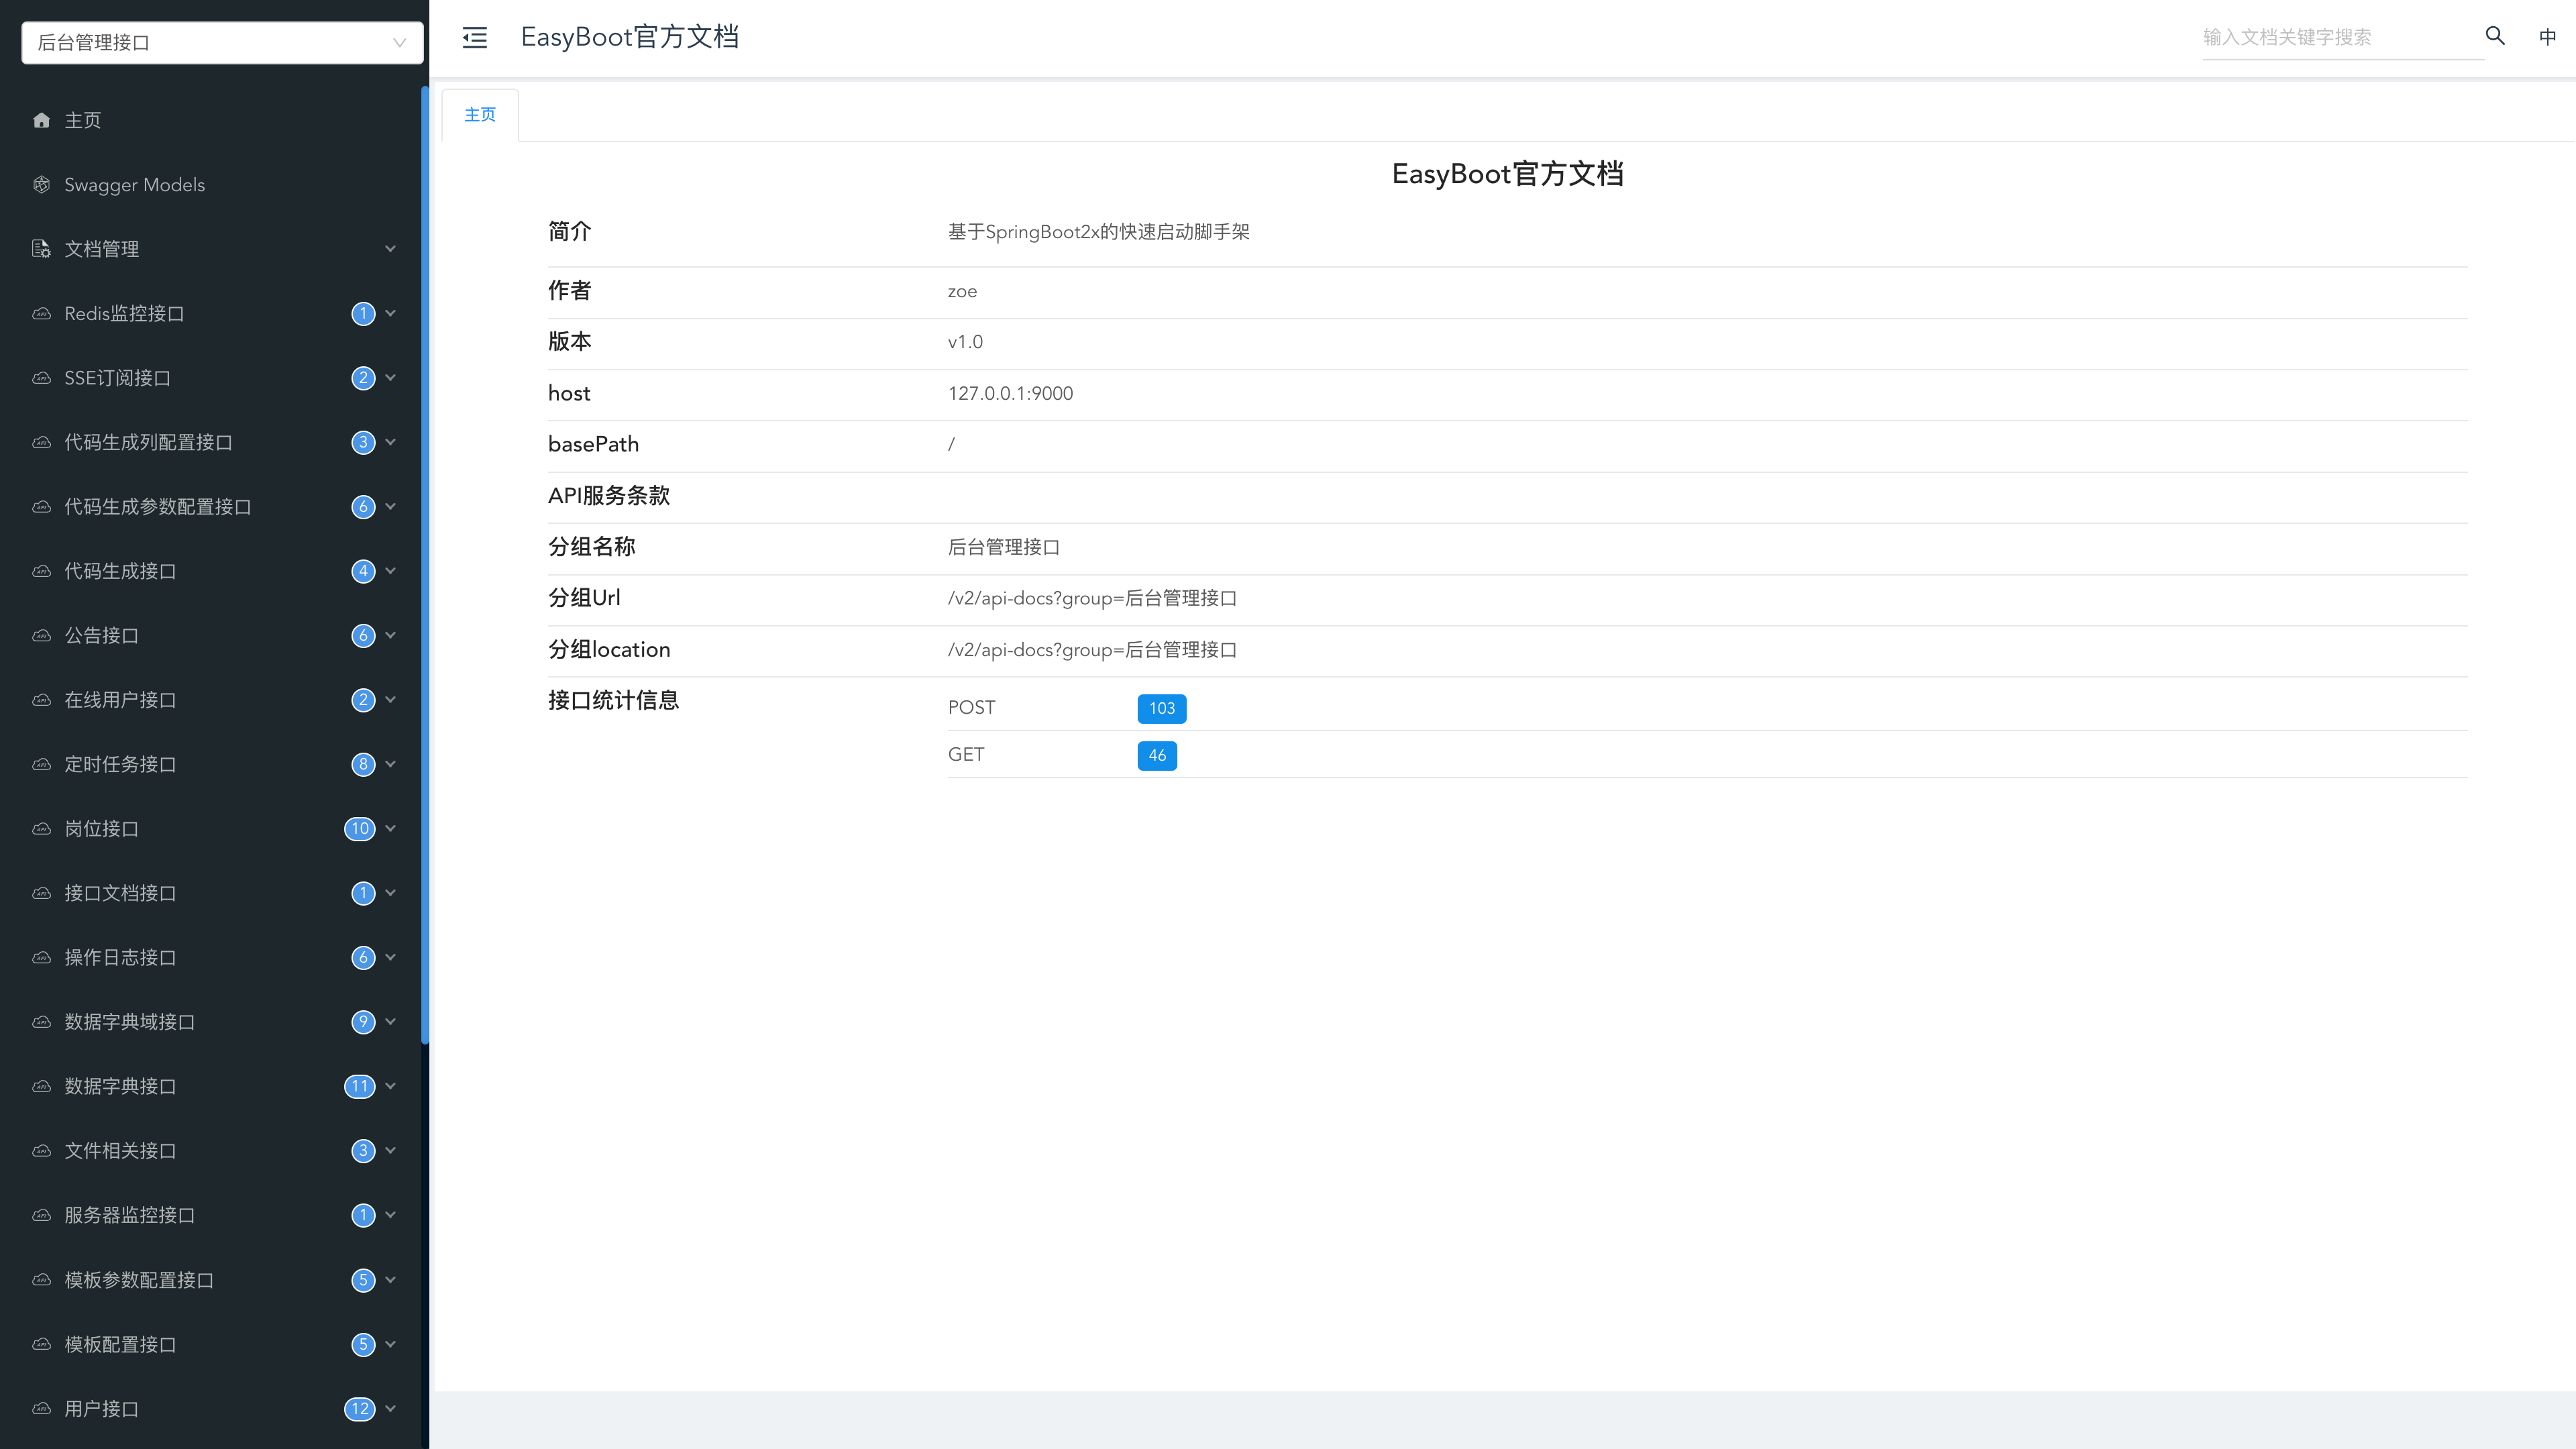 后台管理接口
主页
Swagger Models
文档管理
Redis监控接口 1
SSE订阅接口 2
代码生成列配置接口 3
代码生成参数配置接口 6
代码生成接口 4
公告接口 6
在线用户接口 2
定时任务接口 8
岗位接口 10
接口文档接口 1
操作日志接口 6
数据字典域接口 9
数据字典接口 11
文件相关接口 3
服务器监控接口 1
模板参数配置接口 5
模板配置接口 5
用户接口 12
EasyBoot官方文档
输入文档关键字搜索
中
主页
EasyBoot官方文档
简介 基于SpringBoot2x的快速启动脚手架
作者 zoe
版本 v1.0
host 127.0.0.1:9000
basePath /
API服务条款
分组名称 后台管理接口
分组Url /v2/api-docs?group=后台管理接口
分组location /v2/api-docs?group=后台管理接口
接口统计信息 POST 103
GET 46